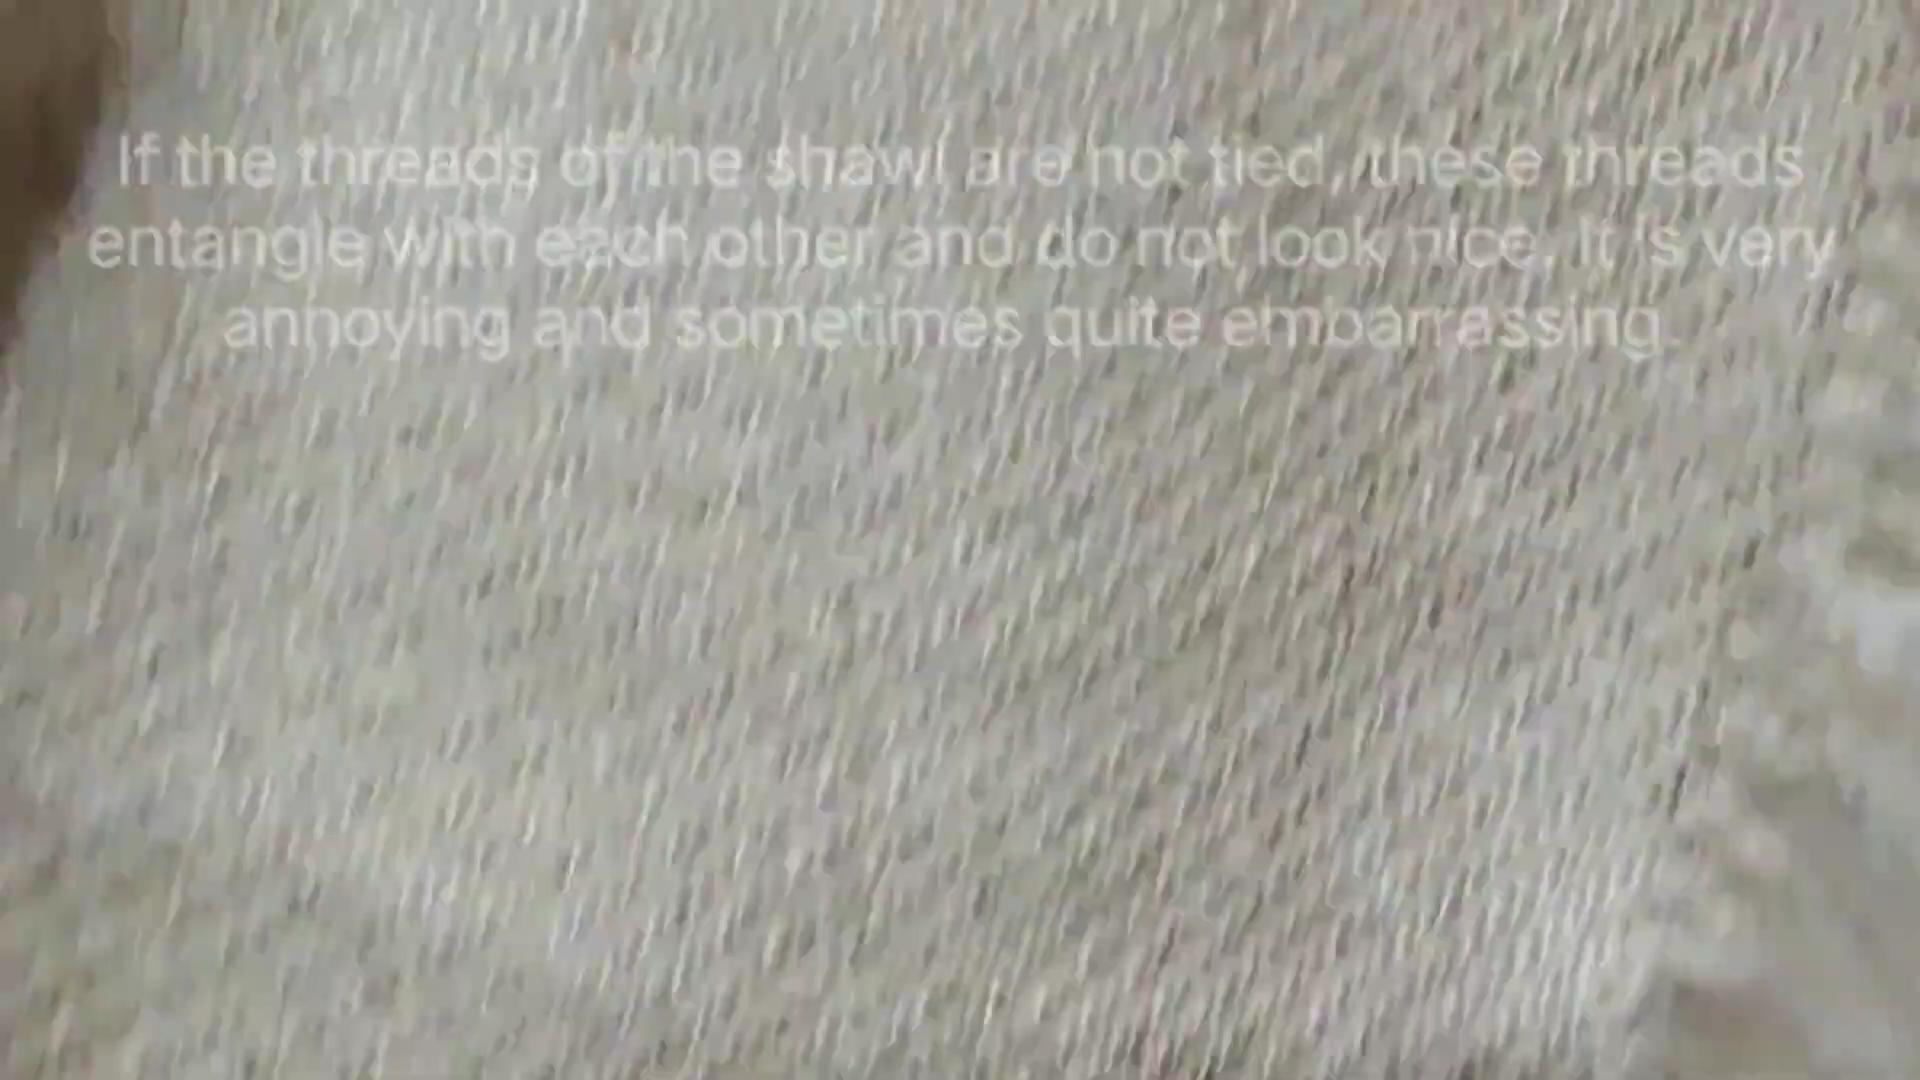 If the threads of the shawl are not tied, these threads
entangle with each other and do not look nice. It is very
annoying and sometimes quite embarrassing.